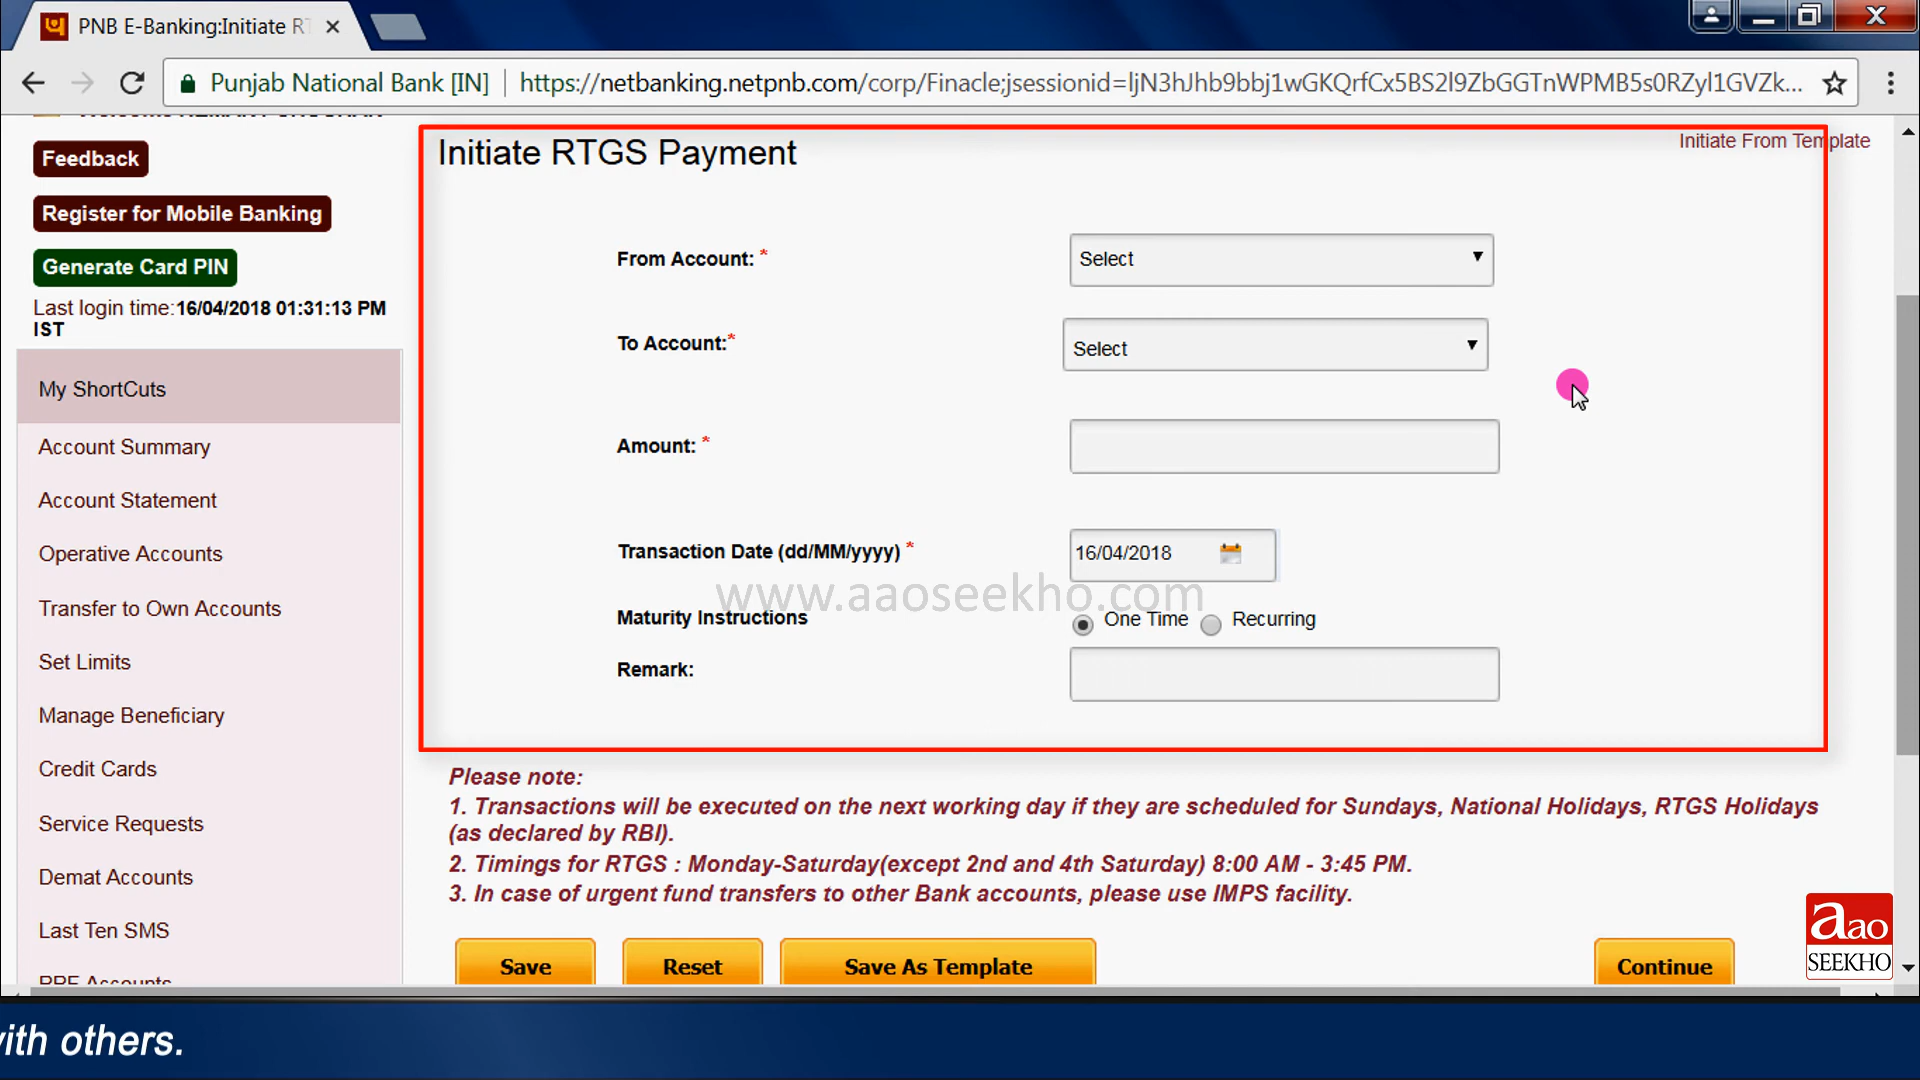 PNB E-Banking:Initiate R
Punjab National Bank [IN]
https://netbanking.netpnb.com/corp/Finacle;jsessionid=ljN3hJhb9bbj1wGKQrfCx5BS2l9ZbGGTnWPMB5s0RZyl1GVZk...
Feedback
Register for Mobile Banking
Generate Card PIN
Last login time:16/04/2018 01:31:13 PM
IST
My ShortCuts
Account Summary
Account Statement
Operative Accounts
Transfer to Own Accounts
Set Limits
Manage Beneficiary
Credit Cards
Service Requests
Demat Accounts
Last Ten SMS
PPF Accounts
Initiate RTGS Payment
Initiate From Template
From Account: * Select
To Account:* Select
Amount: *
Transaction Date (dd/MM/yyyy) * 16/04/2018
www.aaoseekho.com
Maturity Instructions One Time Recurring
Remark:
Please note:
1. Transactions will be executed on the next working day if they are scheduled for Sundays, National Holidays, RTGS Holidays
(as declared by RBI).
2. Timings for RTGS : Monday-Saturday(except 2nd and 4th Saturday) 8:00 AM - 3:45 PM.
3. In case of urgent fund transfers to other Bank accounts, please use IMPS facility.
Save Reset Save As Template Continue
aao
SEEKHO
with others.